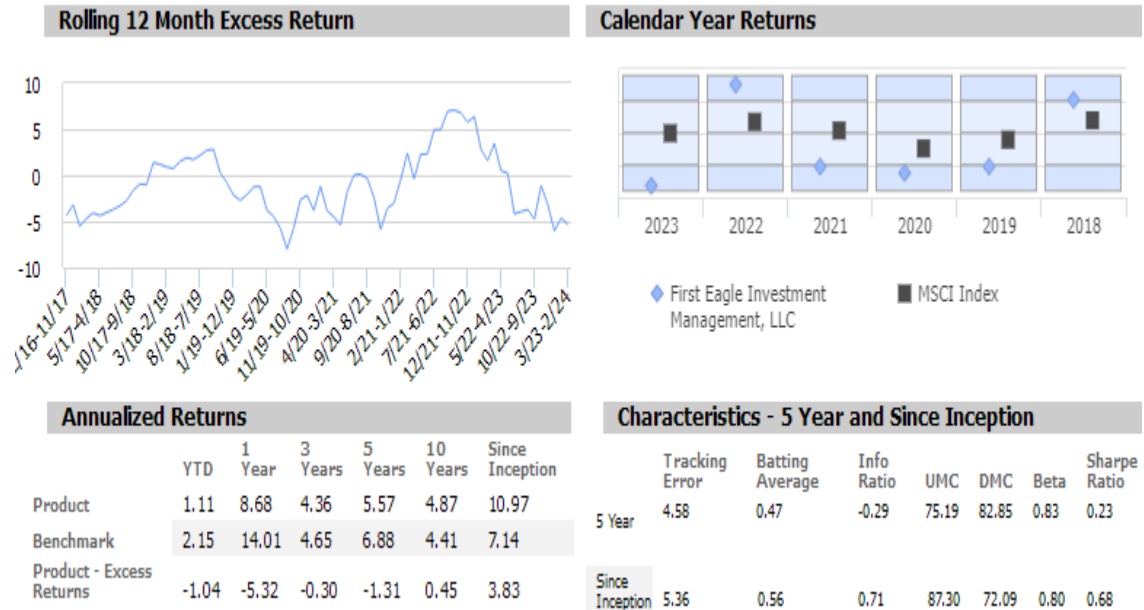 Rolling 12 Month Excess Return
10
5
0
-5
-10
/16-11/17
5/17-4/18
10/17-9/18
3/18-2/19
8/18-7/19
1/19-12/19
6/19-5/20
11/19-10/20
4/20-3/21
9/20-8/21
2/21-1/22
7/21-6/22
12/21-11/22
5/22-4/23
10/22-9/23
3/23-2/24
Calendar Year Returns
2023 2022 2021 2020 2019 2018
First Eagle Investment
Management, LLC
MSCI Index
Annualized Returns
YTD 1 Year 3 Years 5 Years 10 Years Since Inception
Product 1.11 8.68 4.36 5.57 4.87 10.97
Benchmark 2.15 14.01 4.65 6.88 4.41 7.14
Product - Excess Returns -1.04 -5.32 -0.30 -1.31 0.45 3.83
Characteristics - 5 Year and Since Inception
Tracking Error Batting Average Info Ratio UMC DMC Beta Sharpe Ratio
5 Year 4.58 0.47 -0.29 75.19 82.85 0.83 0.23
Since Inception 5.36 0.56 0.71 87.30 72.09 0.80 0.68